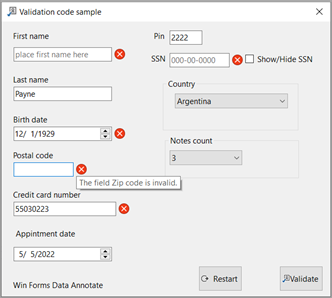 Validation code sample
First name
place first name here
Pin 2222
SSN 000-00-0000 Show/Hide SSN
Last name
Payne
Country
Argentina
Birth date
12/ 1/1929
Postal code
The field Zip code is invalid.
Notes count
3
Credit card number
55030223
Appintment date
5/ 5/2022
Win Forms Data Annotate
Restart
Validate